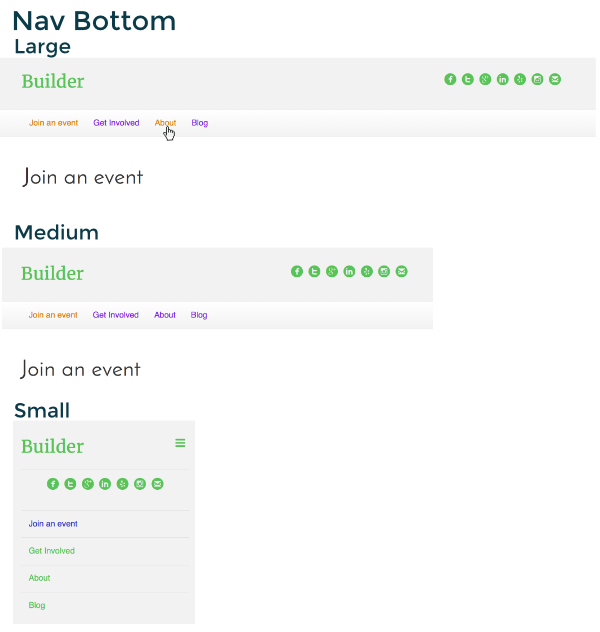 Nav Bottom
Large
Builder
Join an event Get Involved About Blog
Join an event
Medium
Builder
Join an event Get Involved About Blog
Join an event
Small
Builder
Join an event
Get Involved
About
Blog